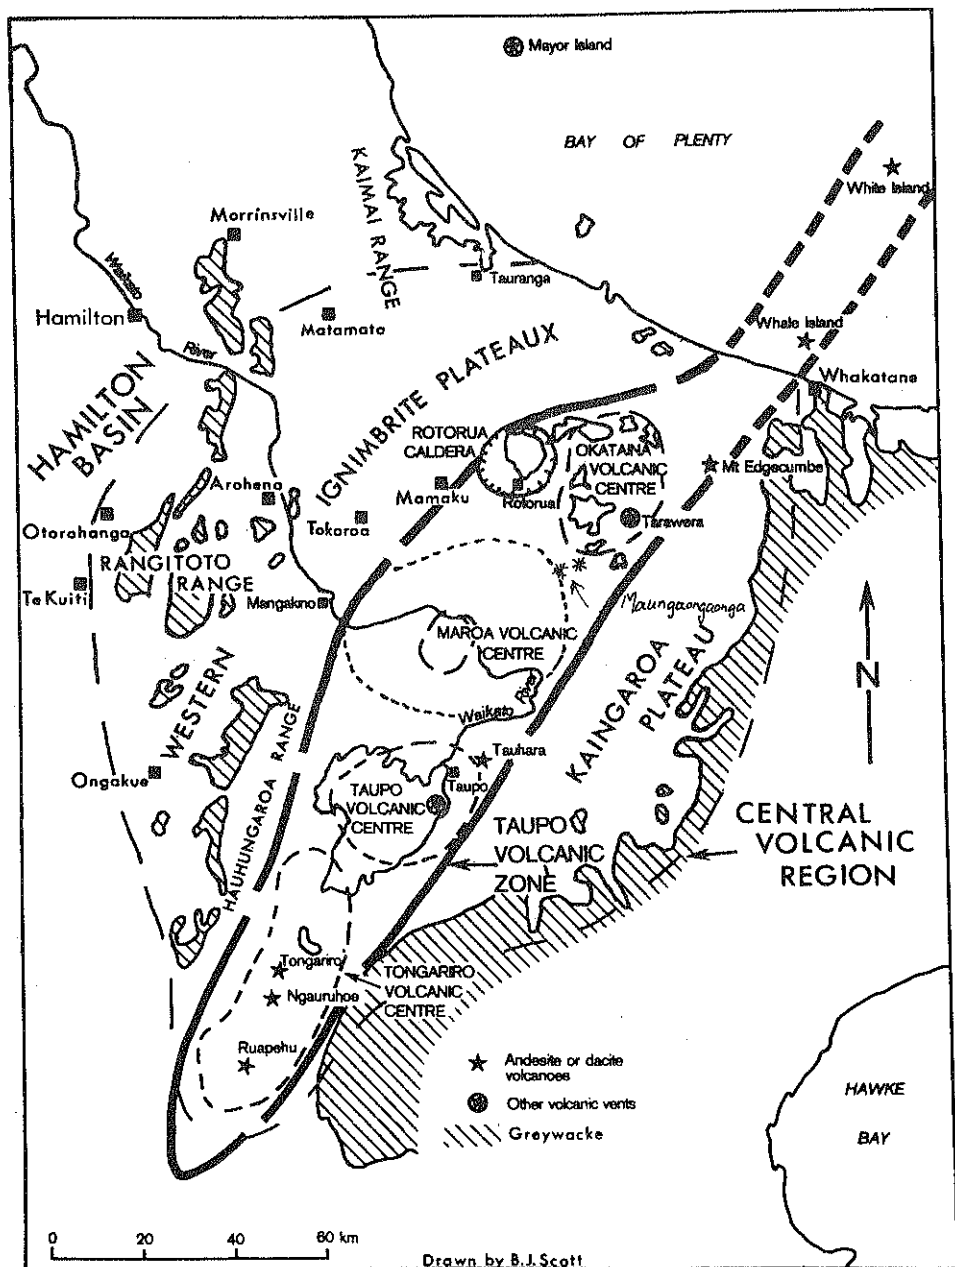 Mayor Island
BAY OF PLENTY
White Island
KAIMAI RANGE
Morrinsville
Waikato
River
Tauranga
Hamilton
Matamata
Whale Island
Whakatane
HAMILTON
BASIN
IGNIMBRITE PLATEAUX
ROTORUA
CALDERA
OKATAINA
VOLCANIC
CENTRE
Mt Edgecumbe
Mamaku
Rotorua
Arohena
Tokoroa
Tarawera
Otorohanga
RANGITOTO
RANGE
Te Kuiti
Mangakino
Maungaongaonga
MAROA VOLCANIC
CENTRE
N
WESTERN
KAINGAROA
PLATEAU
Waikato
River
Ongakue
HAUHUNGAROA RANGE
Tauhara
Taupo
TAUPO
VOLCANIC
CENTRE
TAUPO
VOLCANIC
ZONE
CENTRAL
VOLCANIC
REGION
Tongariro
Ngauruhoe
TONGARIRO
VOLCANIC
CENTRE
Ruapehu
Andesite or dacite
volcanoes
Other volcanic vents
Greywacke
HAWKE
BAY
0 20 40 60 km
Drawn by B.J. Scott